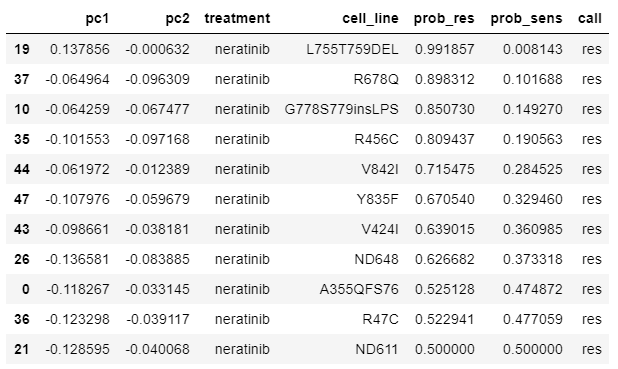 pc1 pc2 treatment cell_line prob_res prob_sens call
19 0.137856 -0.000632 neratinib L755T759DEL 0.991857 0.008143 res
37 -0.064964 -0.096309 neratinib R678Q 0.898312 0.101688 res
10 -0.064259 -0.067477 neratinib G778S779insLPS 0.850730 0.149270 res
35 -0.101553 -0.097168 neratinib R456C 0.809437 0.190563 res
44 -0.061972 -0.012389 neratinib V842I 0.715475 0.284525 res
47 -0.107976 -0.059679 neratinib Y835F 0.670540 0.329460 res
43 -0.098661 -0.038181 neratinib V424I 0.639015 0.360985 res
26 -0.136581 -0.083885 neratinib ND648 0.626682 0.373318 res
0 -0.118267 -0.033145 neratinib A355QFS76 0.525128 0.474872 res
36 -0.123298 -0.039117 neratinib R47C 0.522941 0.477059 res
21 -0.128595 -0.040068 neratinib ND611 0.500000 0.500000 res